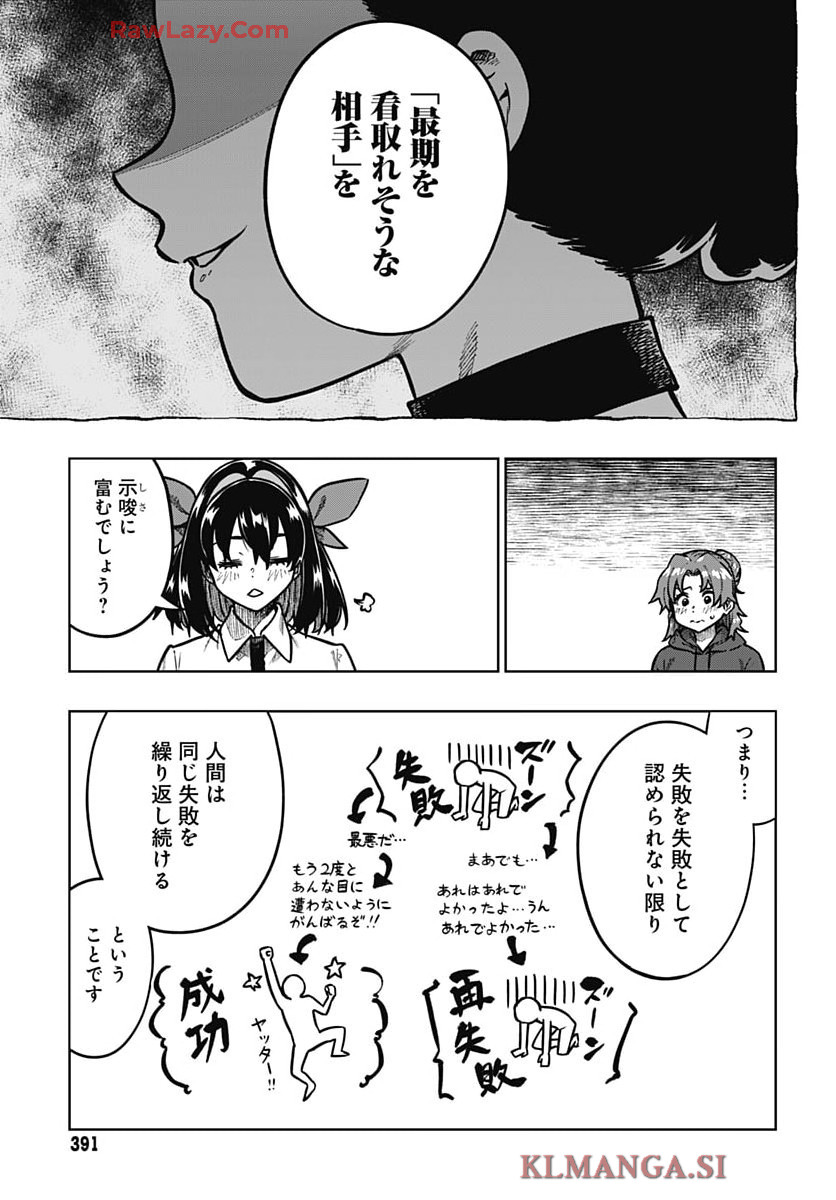 RawLazy.Com
「最期を
看取れそうな
相手」を
示唆に
しさ
富むでしょう？
つまり…
失敗を失敗として
認められない限り
ズーン
失敗
まあでも…
あれはあれで
よかったよ…うん
あれでよかった…
ズーン
再失敗
最悪だ…
もう2度と
あんな目に
遭わないように
がんばるぞ!!
ヤッター!!
成功
人間は
同じ失敗を
繰り返し続ける
という
ことです
391
KLMANGA.SI